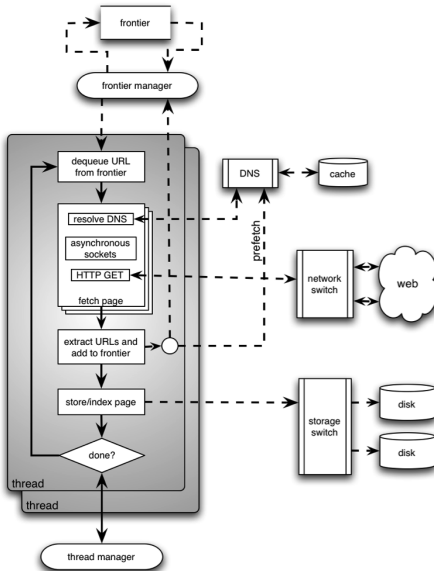 frontier
frontier manager
dequeue URL
from frontier
DNS
cache
resolve DNS
prefetch
asynchronous
sockets
HTTP GET
network
switch
web
fetch page
extract URLs and
add to frontier
store/index page
disk
storage
switch
done?
disk
thread
thread
thread manager